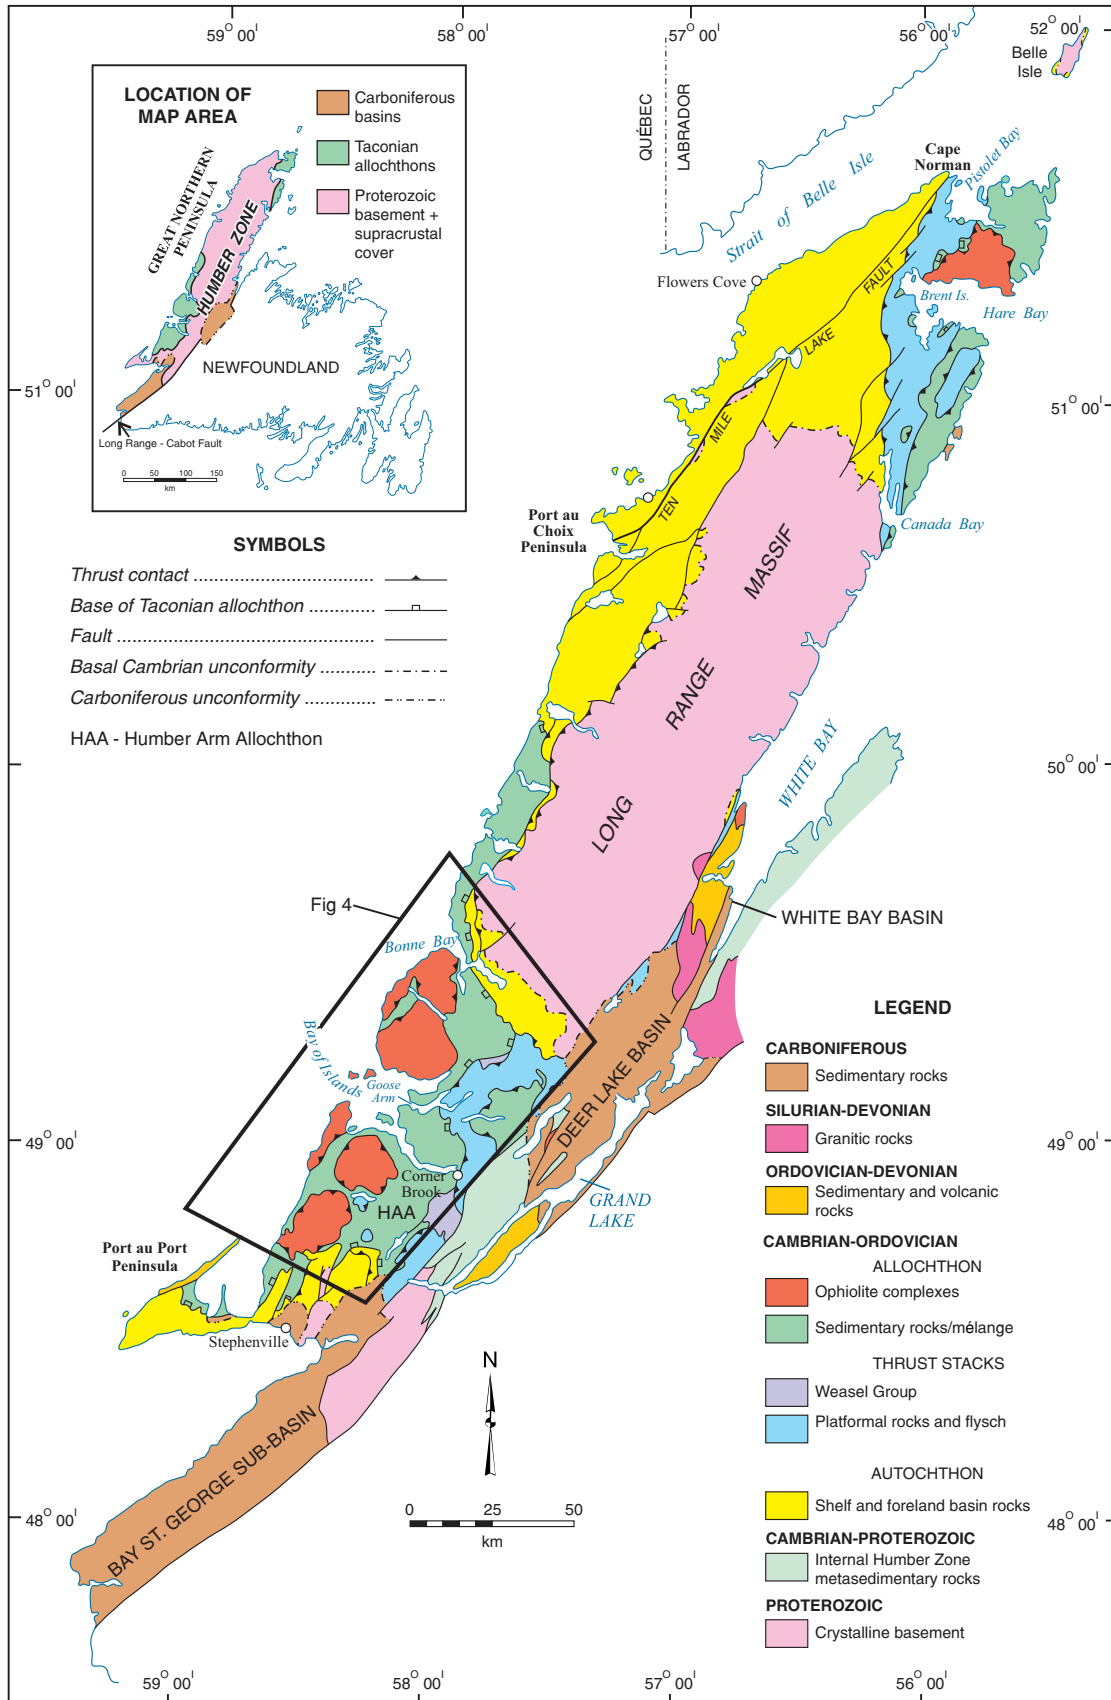 59° 00'
58° 00'
57° 00'
56° 00'
52° 00'
Belle
Isle
LOCATION OF
MAP AREA
Carboniferous
basins
Taconian
allochthons
Proterozoic
basement +
supracrustal
cover
GREAT NORTHERN
PENINSULA
HUMBER ZONE
NEWFOUNDLAND
Long Range - Cabot Fault
0 50 100 150
km
QUÉBEC
LABRADOR
Strait of Belle Isle
Cape
Norman
Pistolet Bay
Flowers Cove
FAULT
LAKE
MILE
TEN
Brent Is.
Hare Bay
51° 00'
51° 00'
Port au
Choix
Peninsula
Canada Bay
SYMBOLS
Thrust contact
Base of Taconian allochthon
Fault
Basal Cambrian unconformity
Carboniferous unconformity
HAA - Humber Arm Allochthon
LONG RANGE MASSIF
WHITE BAY
50° 00'
Fig 4
WHITE BAY BASIN
Bonne Bay
Bay of Islands
Goose
Arm
DEER LAKE BASIN
49° 00'
49° 00'
Corner
Brook
HAA
GRAND
LAKE
Port au Port
Peninsula
Stephenville
BAY ST. GEORGE SUB-BASIN
N
0 25 50
km
48° 00'
48° 00'
LEGEND
CARBONIFEROUS
Sedimentary rocks
SILURIAN-DEVONIAN
Granitic rocks
ORDOVICIAN-DEVONIAN
Sedimentary and volcanic
rocks
CAMBRIAN-ORDOVICIAN
ALLOCHTHON
Ophiolite complexes
Sedimentary rocks/mélange
THRUST STACKS
Weasel Group
Platformal rocks and flysch
AUTOCHTHON
Shelf and foreland basin rocks
CAMBRIAN-PROTEROZOIC
Internal Humber Zone
metasedimentary rocks
PROTEROZOIC
Crystalline basement
59° 00'
58° 00'
57° 00'
56° 00'